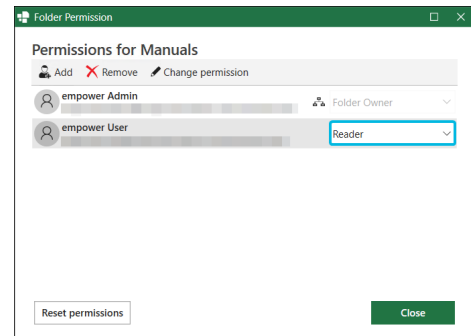 Folder Permission
Permissions for Manuals
Add Remove Change permission
empower Admin
Folder Owner
empower User
Reader
Reset permissions Close